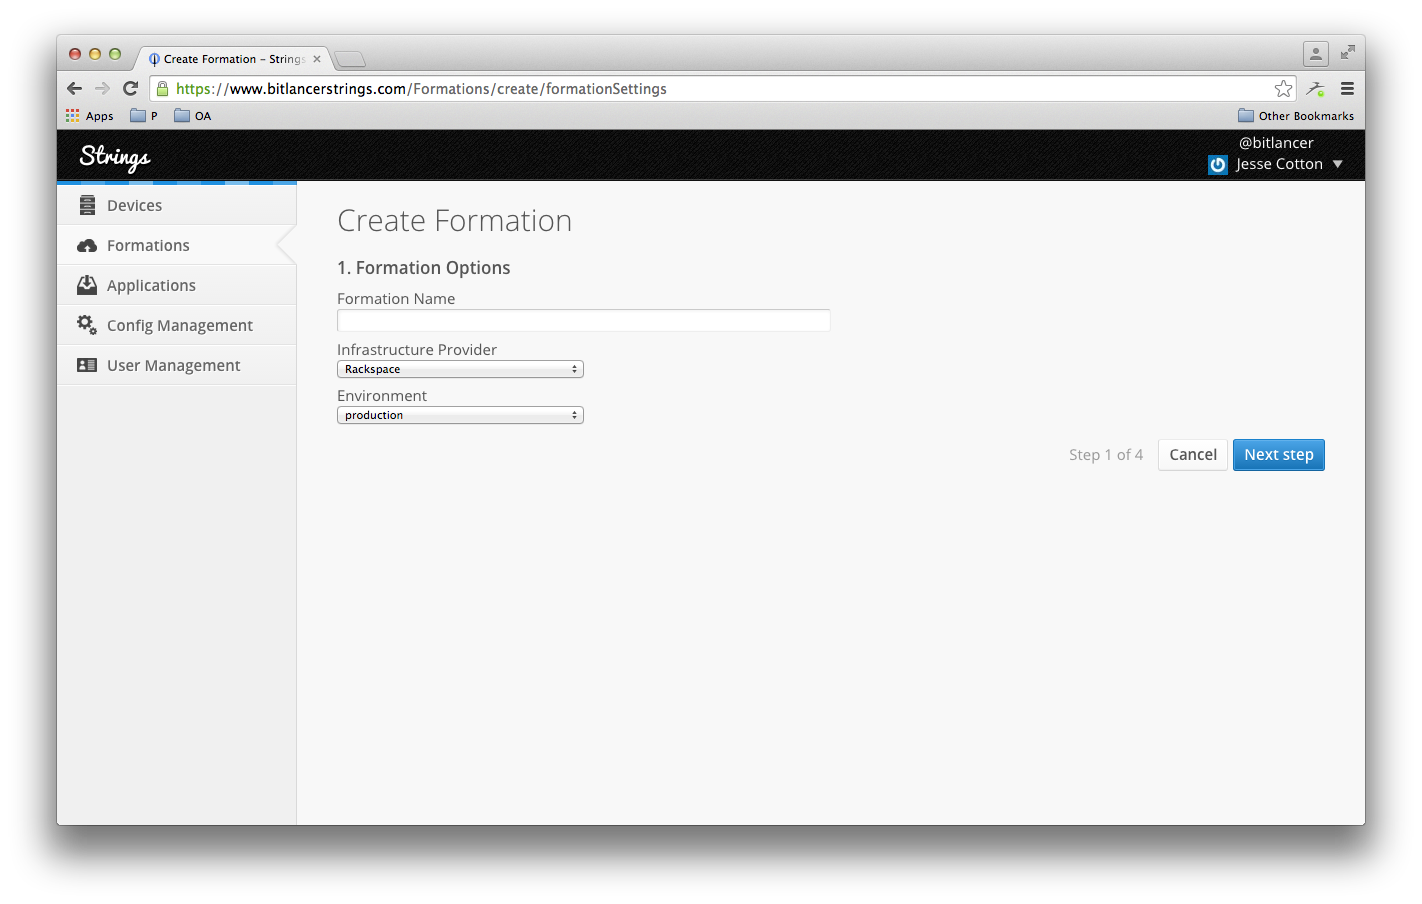 Create Formation – Strings
https://www.bitlancerstrings.com/Formations/create/formationSettings
Apps P OA Other Bookmarks
Strings
@bitlancer
Jesse Cotton
Devices
Formations
Applications
Config Management
User Management
Create Formation
1. Formation Options
Formation Name
Infrastructure Provider
Rackspace
Environment
production
Step 1 of 4 Cancel Next step